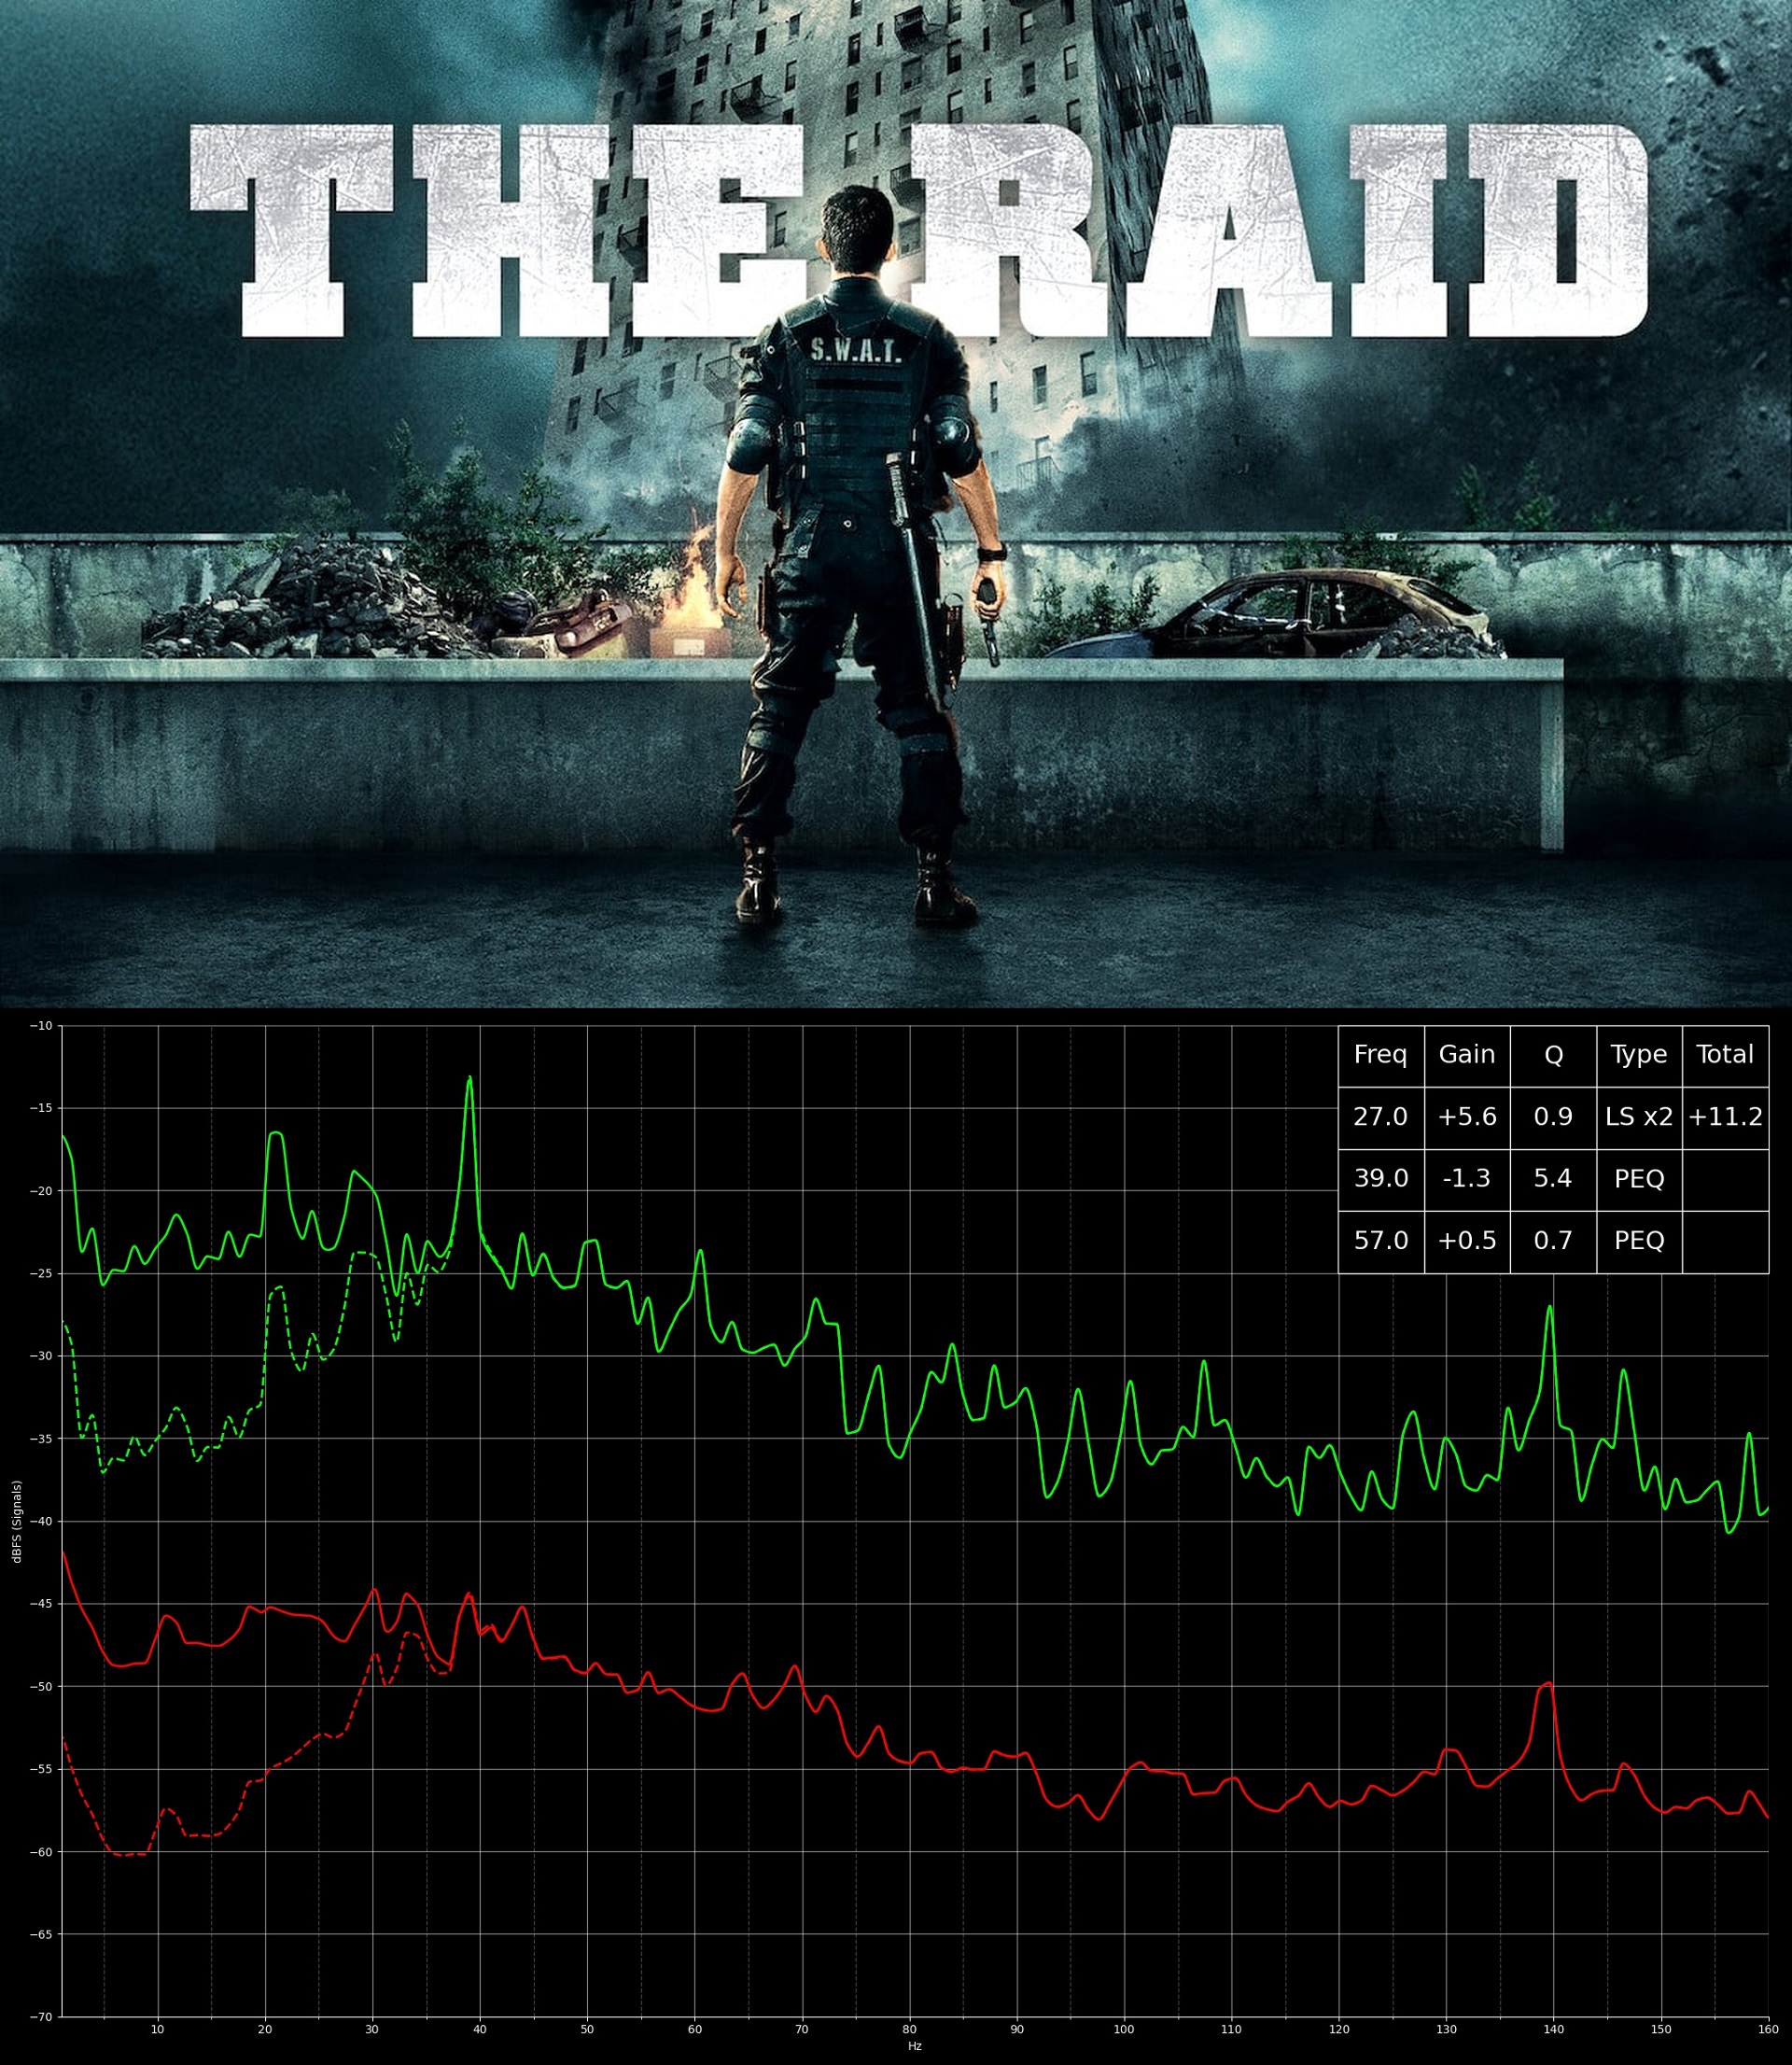 THE RAID
S.W.A.T.
Freq Gain Q Type Total
27.0 +5.6 0.9 LS x2 +11.2
39.0 -1.3 5.4 PEQ
57.0 +0.5 0.7 PEQ
−10
−15
−20
−25
−30
−35
−40
−45
−50
−55
−60
−65
−70
dBFS (Signals)
10 20 30 40 50 60 70 80 90 100 110 120 130 140 150 160
Hz